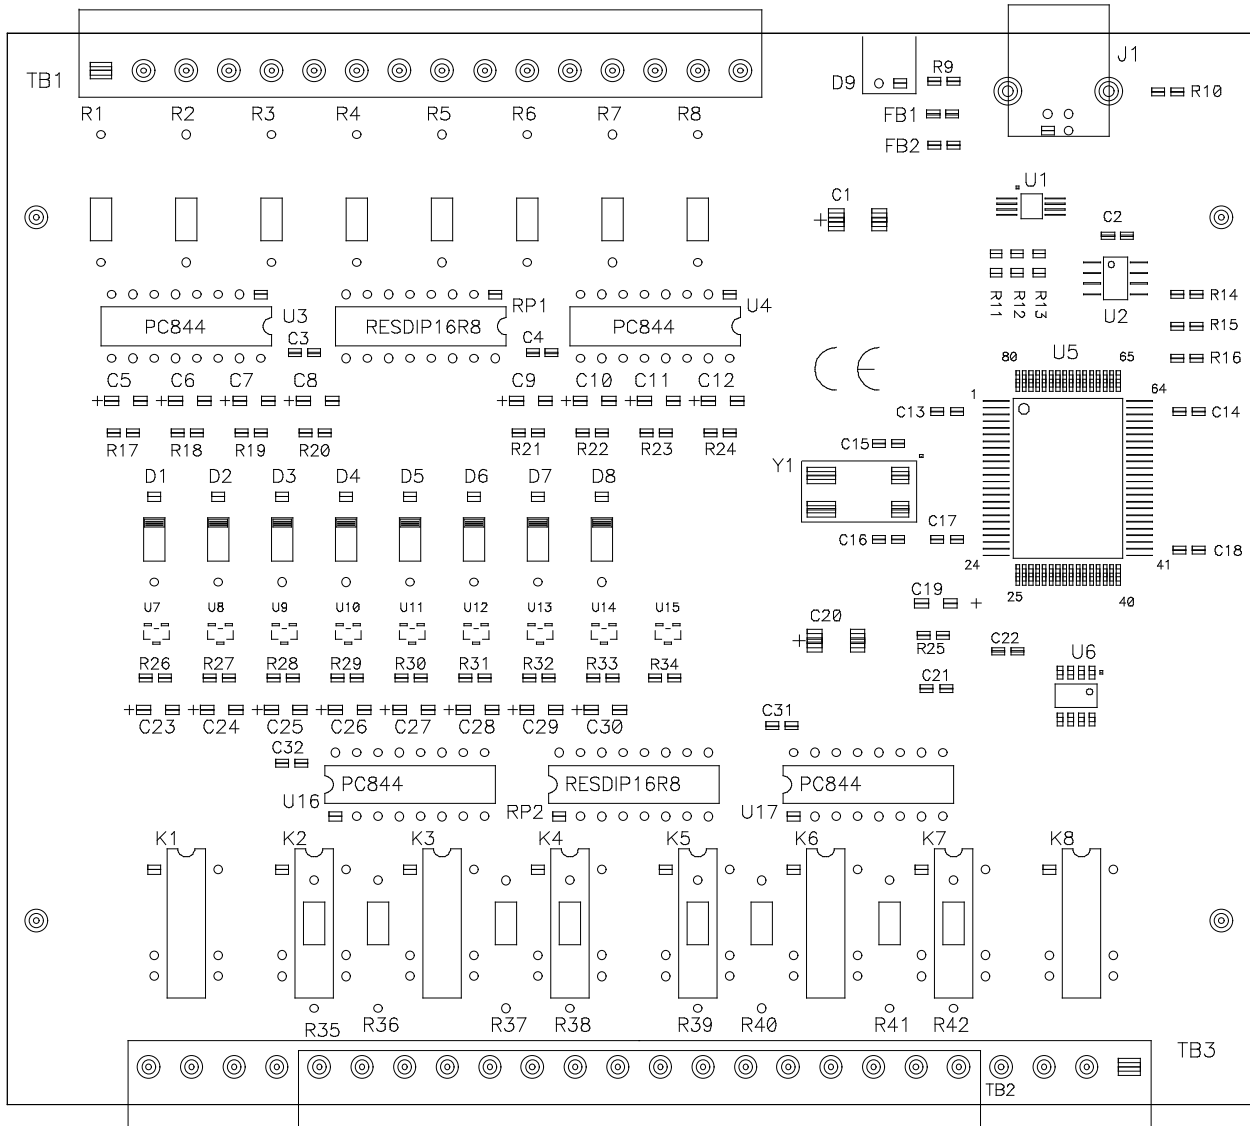 TB1
J1
D9
R9
R10
R1 R2 R3 R4 R5 R6 R7 R8
FB1
FB2
U1
C1
C2
R11 R12 R13
U2
R14
R15
R16
U3
RP1
U4
PC844
RESDIP16R8
PC844
C3
C4
C5 C6 C7 C8
C9 C10 C11 C12
80 U5 65
1
64
C13
C14
R17 R18 R19 R20
R21 R22 R23 R24
C15
Y1
C16
C17
C18
24
41
25
40
D1 D2 D3 D4 D5 D6 D7 D8
U7 U8 U9 U10 U11 U12 U13 U14 U15
C19
C20
R25
C22
U6
C21
R26 R27 R28 R29 R30 R31 R32 R33 R34
C23 C24 C25 C26 C27 C28 C29 C30
C31
C32
PC844
RESDIP16R8
PC844
U16
RP2
U17
K1 K2 K3 K4 K5 K6 K7 K8
R35 R36 R37 R38 R39 R40 R41 R42
TB3
TB2